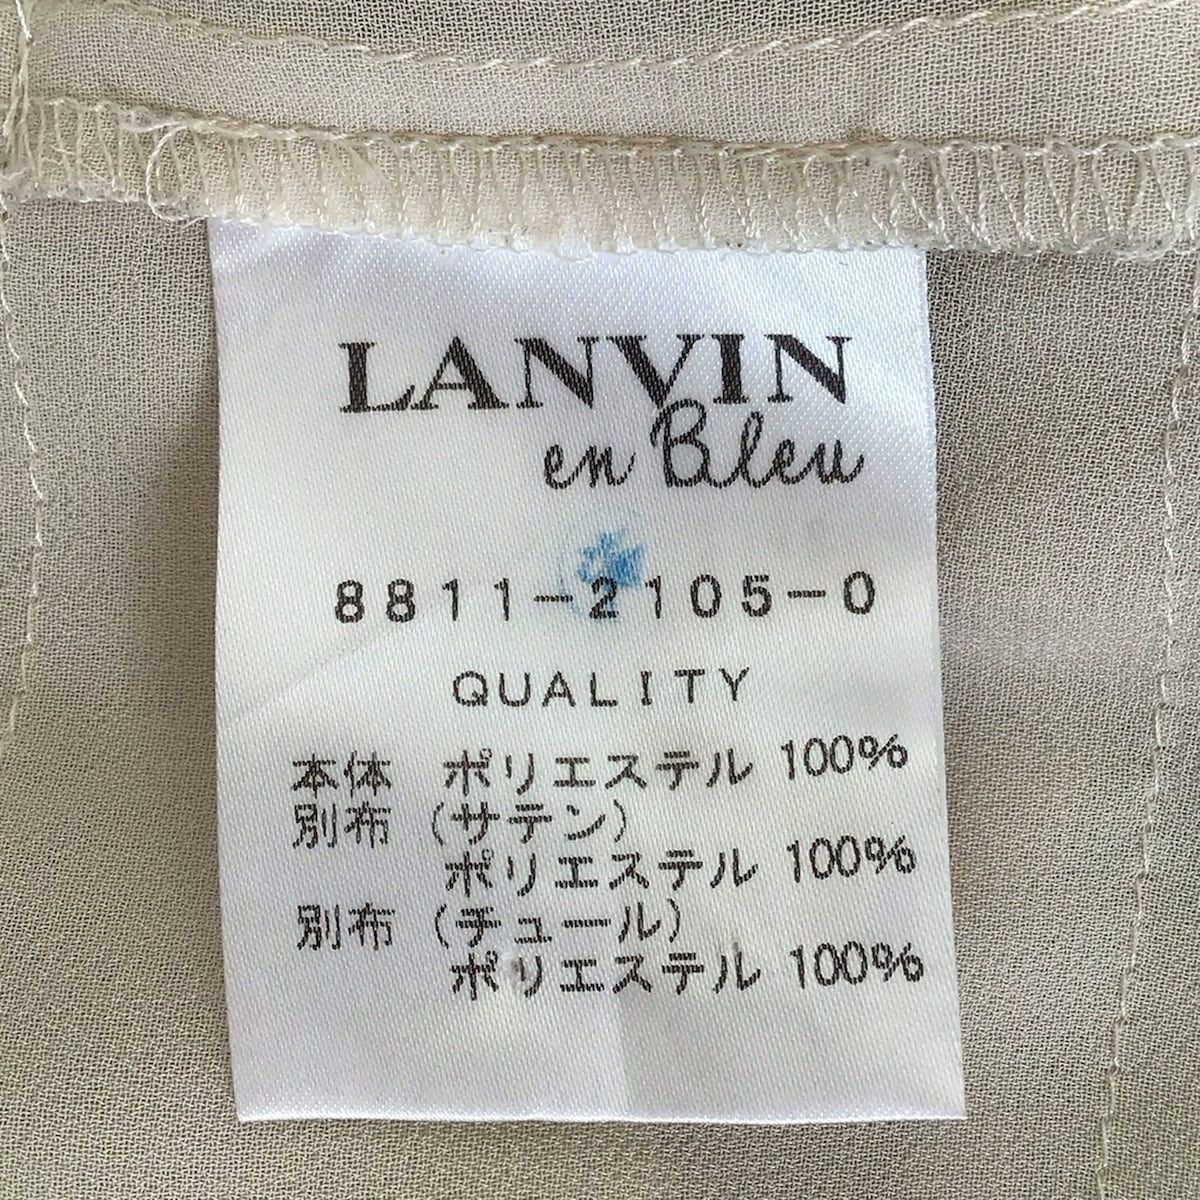 LANVIN
en Bleu
8811-2105-0
QUALITY
本体 ポリエステル 100%
別布 (サテン)
ポリエステル 100%
別布 (チュール)
ポリエステル 100%